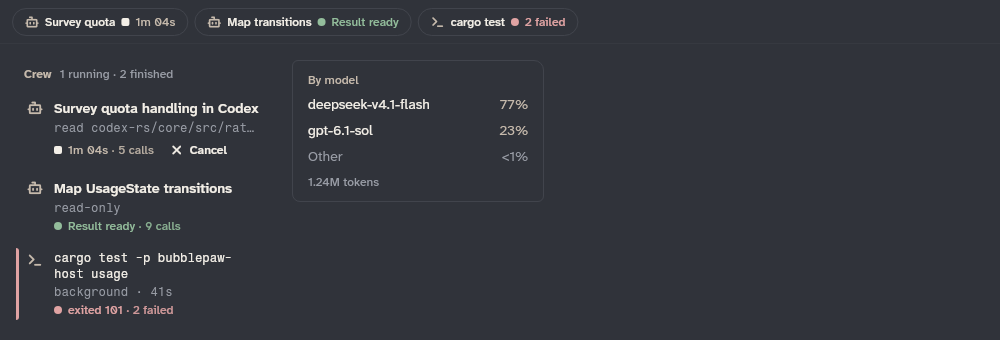 Survey quota 1m 04s
Map transitions Result ready
cargo test 2 failed
Crew 1 running · 2 finished
Survey quota handling in Codex
read codex-rs/core/src/rat…
1m 04s · 5 calls Cancel
Map UsageState transitions
read-only
Result ready · 9 calls
cargo test -p bubblepaw-
host usage
background · 41s
exited 101 · 2 failed
By model
deepseek-v4.1-flash 77%
gpt-6.1-sol 23%
Other <1%
1.24M tokens